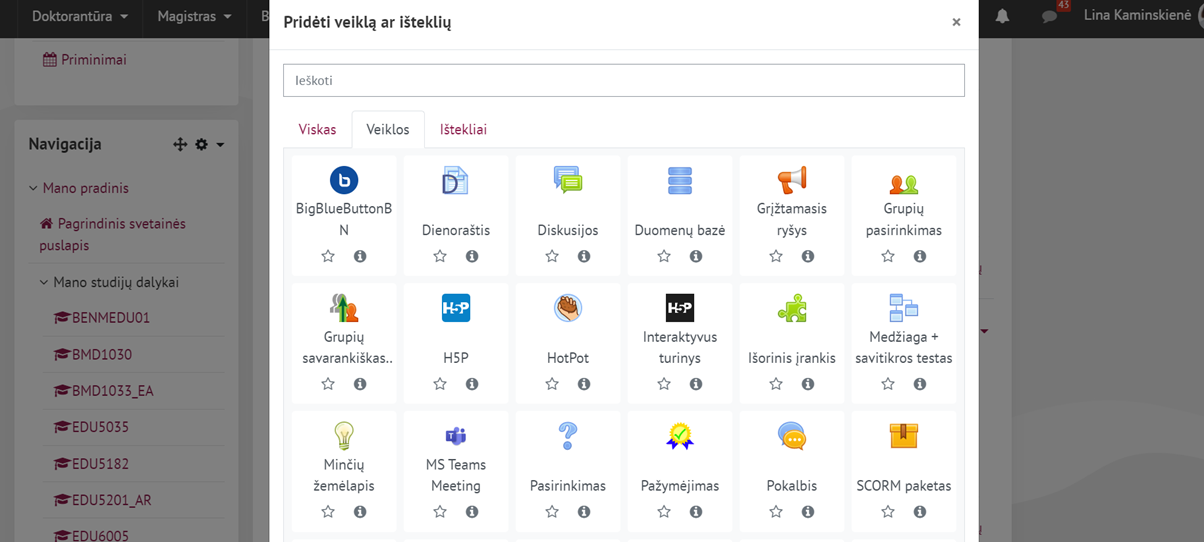 Doktorantūra
Magistras
B
Pridėti veiklą ar išteklių
×
43
Lina Kaminskienė
Priminimai
Ieškoti
Viskas
Veiklos
Ištekliai
Navigacija
Mano pradinis
Pagrindinis svetainės
puslapis
Mano studijų dalykai
BENMEDU01
BMD1030
BMD1033_EA
EDU5035
EDU5182
EDU5201_AR
EDU6005
b
BigBlueButtonB
N
D
Dienoraštis
Diskusijos
Duomenų bazė
Grįžtamasis
ryšys
Grupių
pasirinkimas
Grupių
savarankiškas..
H5P
H5P
HotPot
H5P
Interaktyvus
turinys
Išorinis įrankis
Medžiaga +
savitikros testas
Minčių
žemėlapis
T
MS Teams
Meeting
?
Pasirinkimas
Pažymėjimas
Pokalbis
SCORM paketas